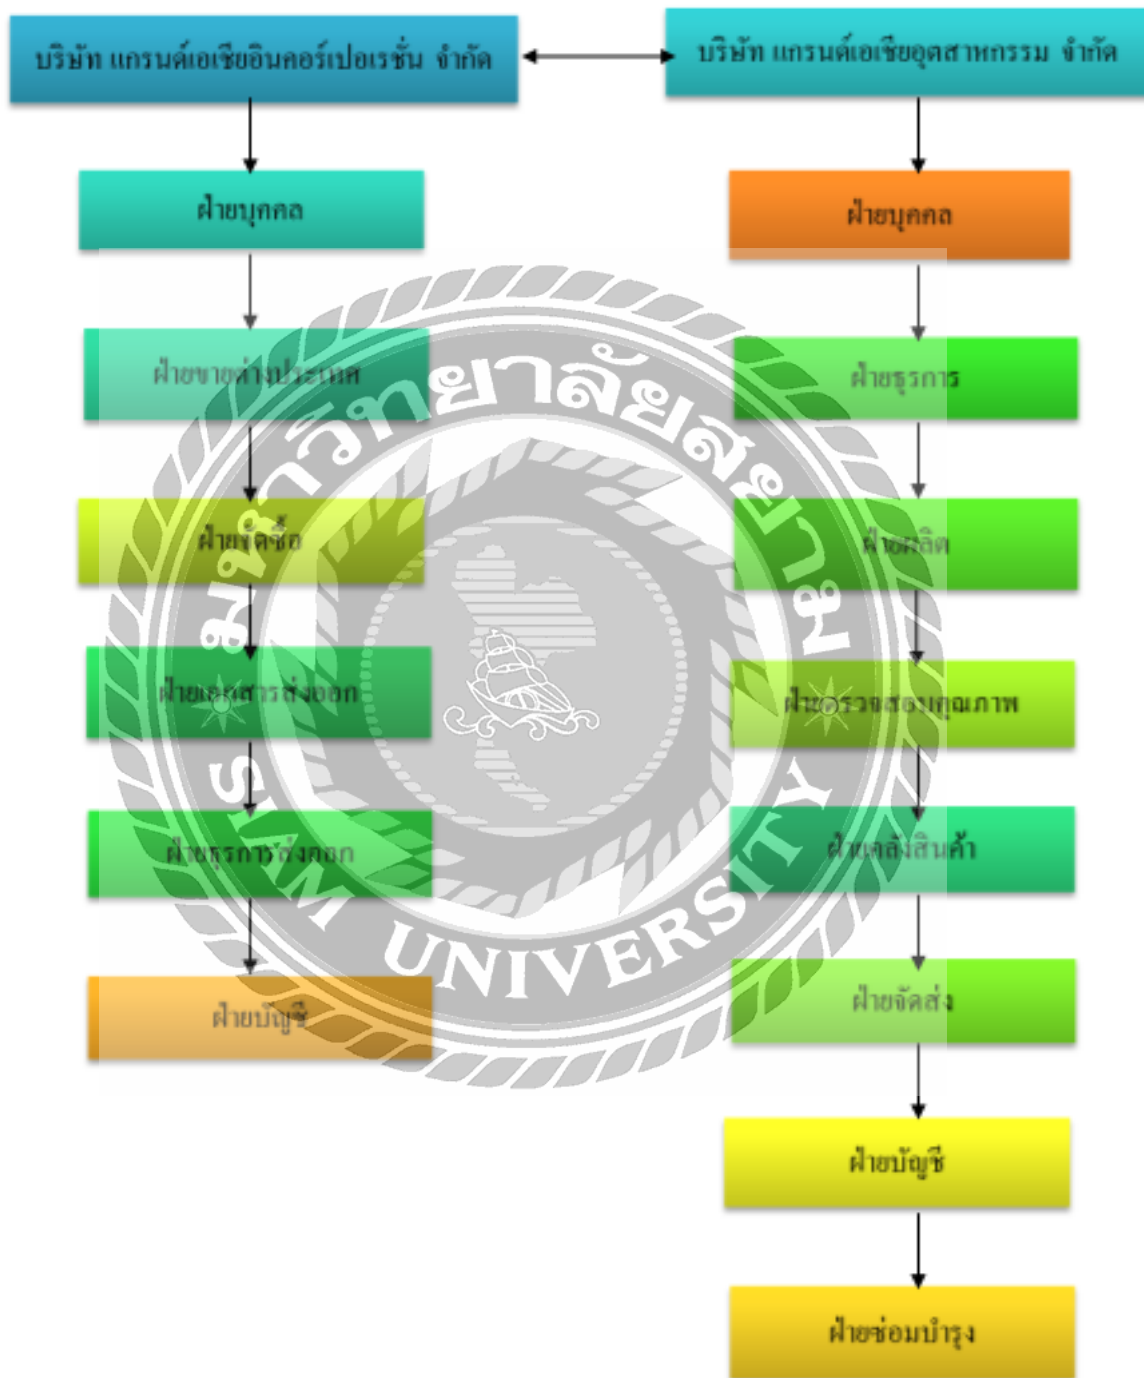 บริษัท แกรนด์เอเชียอินคอร์เปอเรชั่น จำกัด
บริษัท แกรนด์เอเชียอุตสาหกรรม จำกัด
ฝ่ายบุคคล
ฝ่ายขายต่างประเทศ
ฝ่ายจัดซื้อ
ฝ่ายเอกสารส่งออก
ฝ่ายธุรการส่งออก
ฝ่ายบัญชี
ฝ่ายบุคคล
ฝ่ายธุรการ
ฝ่ายผลิต
ฝ่ายตรวจสอบคุณภาพ
ฝ่ายคลังสินค้า
ฝ่ายจัดส่ง
ฝ่ายบัญชี
ฝ่ายซ่อมบำรุง
มหาวิทยาลัยสยาม
SIAM UNIVERSITY